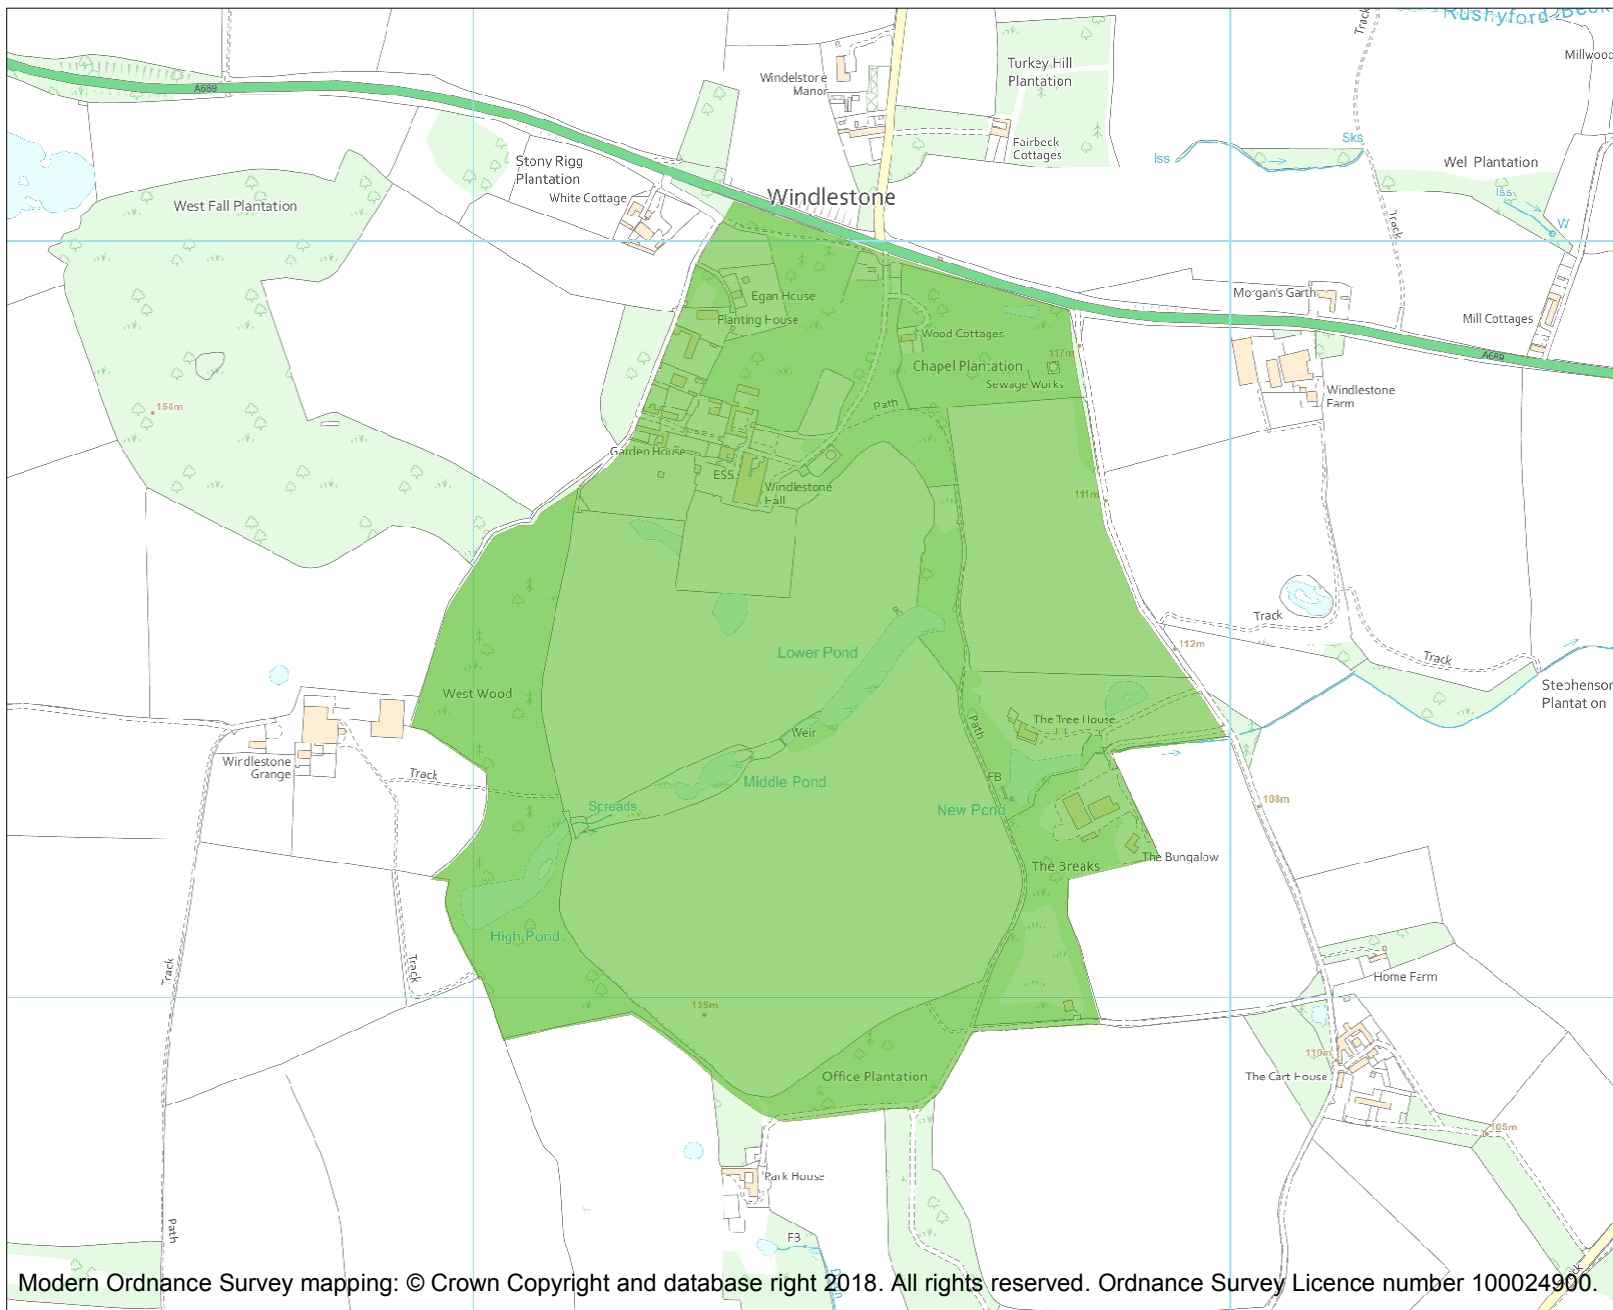 Rushyford Beck
Track
Millwood
Turkey Hill
Plantation
Windelstone
Manor
A689
Fairbeck
Cottages
Iss
Sks
Stony Rigg
Plantation
White Cottage
Well Plantation
Iss
W
West Fall Plantation
Windlestone
Track
Egan House
Planting House
Morgan's Garth
Mill Cottages
Wood Cottages
117m
Chapel Plantation
Sewage Works
A689
Windlestone
Farm
158m
Path
Garden House
ESS
Windlestone
Hall
111m
Track
112m
Lower Pond
Track
West Wood
Stephenson
Plantation
The Tree House
Path
Weir
Windlestone
Grange
Track
Middle Pond
FB
Spreads
New Pond
108m
The Breaks
The Bungalow
High Pond
Track
Track
Home Farm
135m
110m
The Cart House
Office Plantation
105m
Park House
Path
FB
Modern Ordnance Survey mapping: © Crown Copyright and database right 2018. All rights reserved. Ordnance Survey Licence number 100024900.